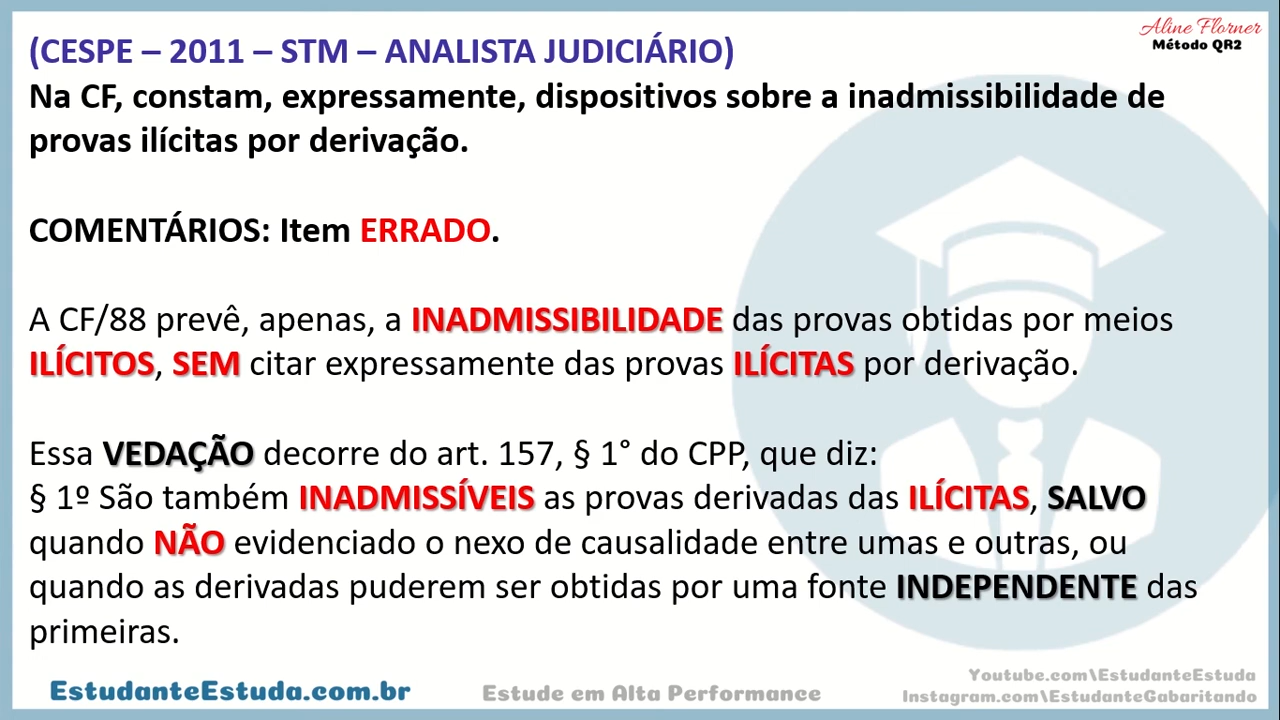 Aline Florner
Método QR2
(CESPE – 2011 – STM – ANALISTA JUDICIÁRIO)
Na CF, constam, expressamente, dispositivos sobre a inadmissibilidade de
provas ilícitas por derivação.
COMENTÁRIOS: Item ERRADO.
A CF/88 prevê, apenas, a INADMISSIBILIDADE das provas obtidas por meios
ILÍCITOS, SEM citar expressamente das provas ILÍCITAS por derivação.
Essa VEDAÇÃO decorre do art. 157, § 1° do CPP, que diz:
§ 1º São também INADMISSÍVEIS as provas derivadas das ILÍCITAS, SALVO
quando NÃO evidenciado o nexo de causalidade entre umas e outras, ou
quando as derivadas puderem ser obtidas por uma fonte INDEPENDENTE das
primeiras.
EstudanteEstuda.com.br
Estude em Alta Performance
Youtube.com\EstudanteEstuda
Instagram.com\EstudanteGabaritando